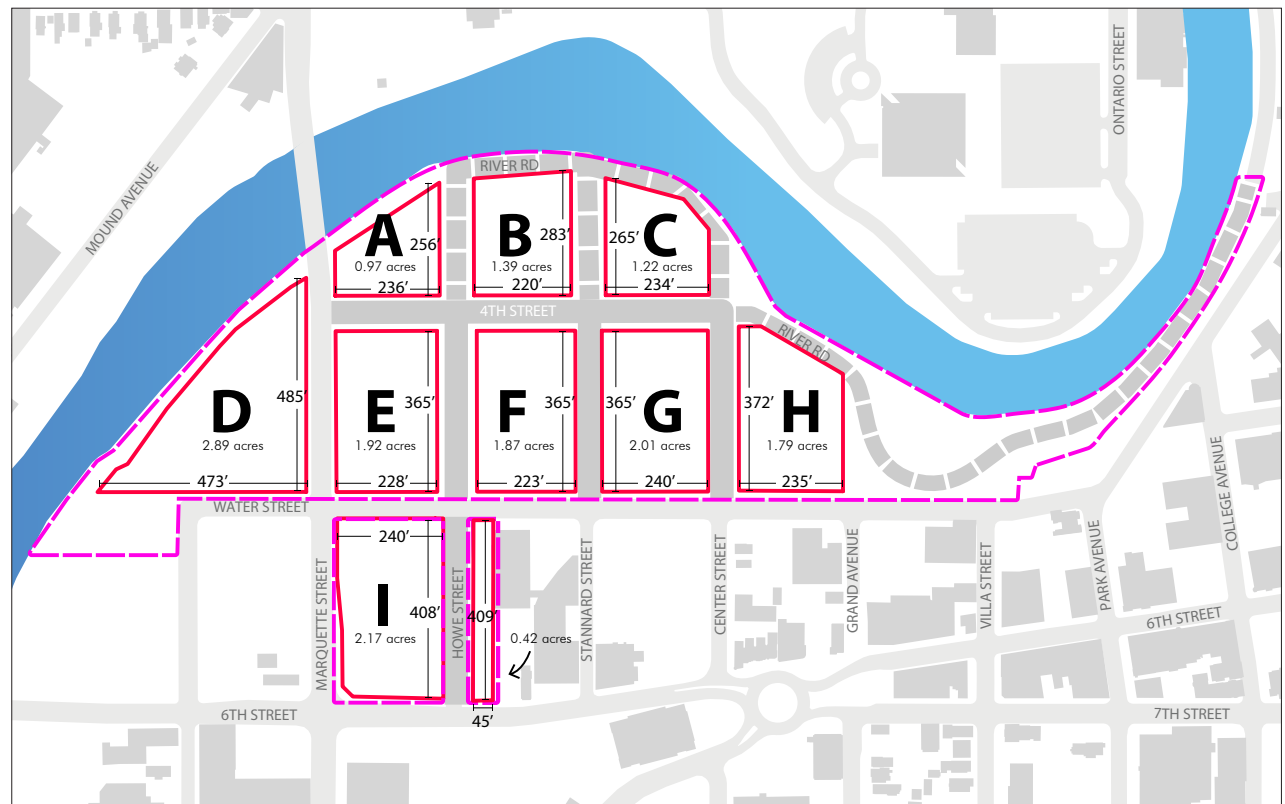 ONTARIO STREET
MOUND AVENUE
RIVER RD
A
0.97 acres
256'
236'
B
1.39 acres
283'
220'
C
1.22 acres
265'
234'
4TH STREET
RIVER RD
D
2.89 acres
485'
473'
E
1.92 acres
365'
228'
F
1.87 acres
365'
223'
G
2.01 acres
365'
240'
H
1.79 acres
372'
235'
WATER STREET
COLLEGE AVENUE
MARQUETTE STREET
240'
I
2.17 acres
408'
HOWE STREET
409'
0.42 acres
45'
STANNARD STREET
CENTER STREET
GRAND AVENUE
VILLA STREET
PARK AVENUE
6TH STREET
6TH STREET
7TH STREET